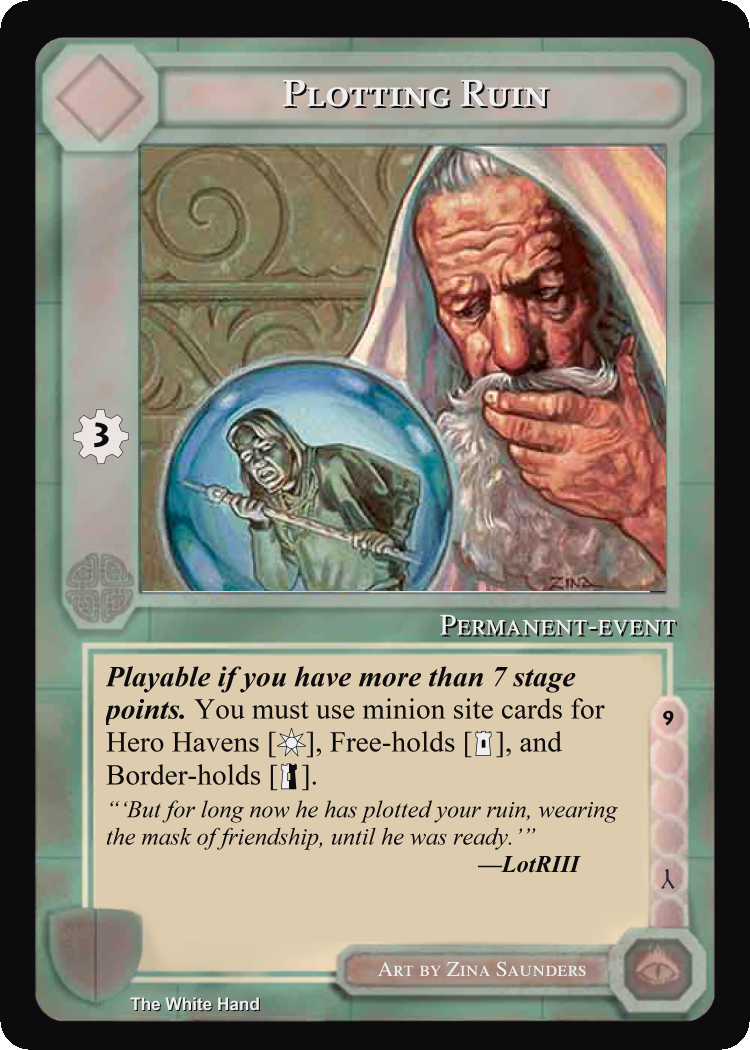 PLOTTING RUIN
3
ZINA
PERMANENT-EVENT
Playable if you have more than 7 stage
points. You must use minion site cards for
Hero Havens [ ], Free-holds [ ], and
Border-holds [ ].
“‘But for long now he has plotted your ruin, wearing
the mask of friendship, until he was ready.’”
—LotRIII
9
ART BY ZINA SAUNDERS
The White Hand